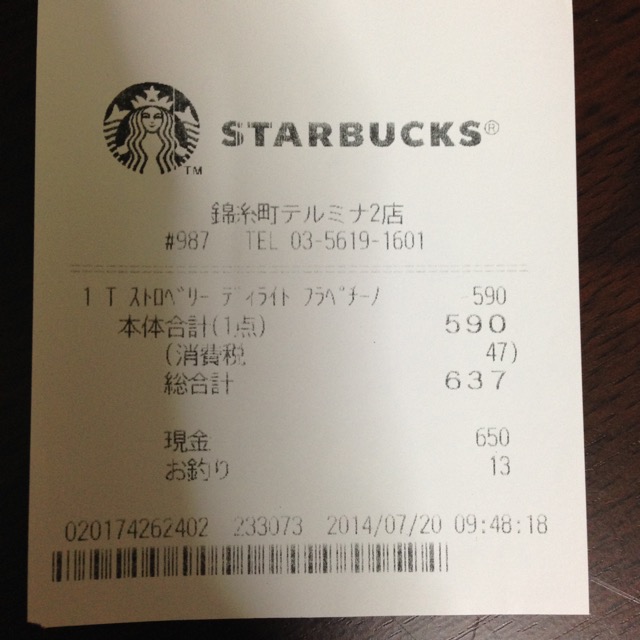 STARBUCKS®
TM
錦糸町テルミナ2店
#987 TEL 03-5619-1601
1 T ストロベリー ディライト フラペチーノ 590
本体合計(1点) 590
(消費税 47)
総合計 637
現金 650
お釣り 13
020174262402 233073 2014/07/20 09:48:18